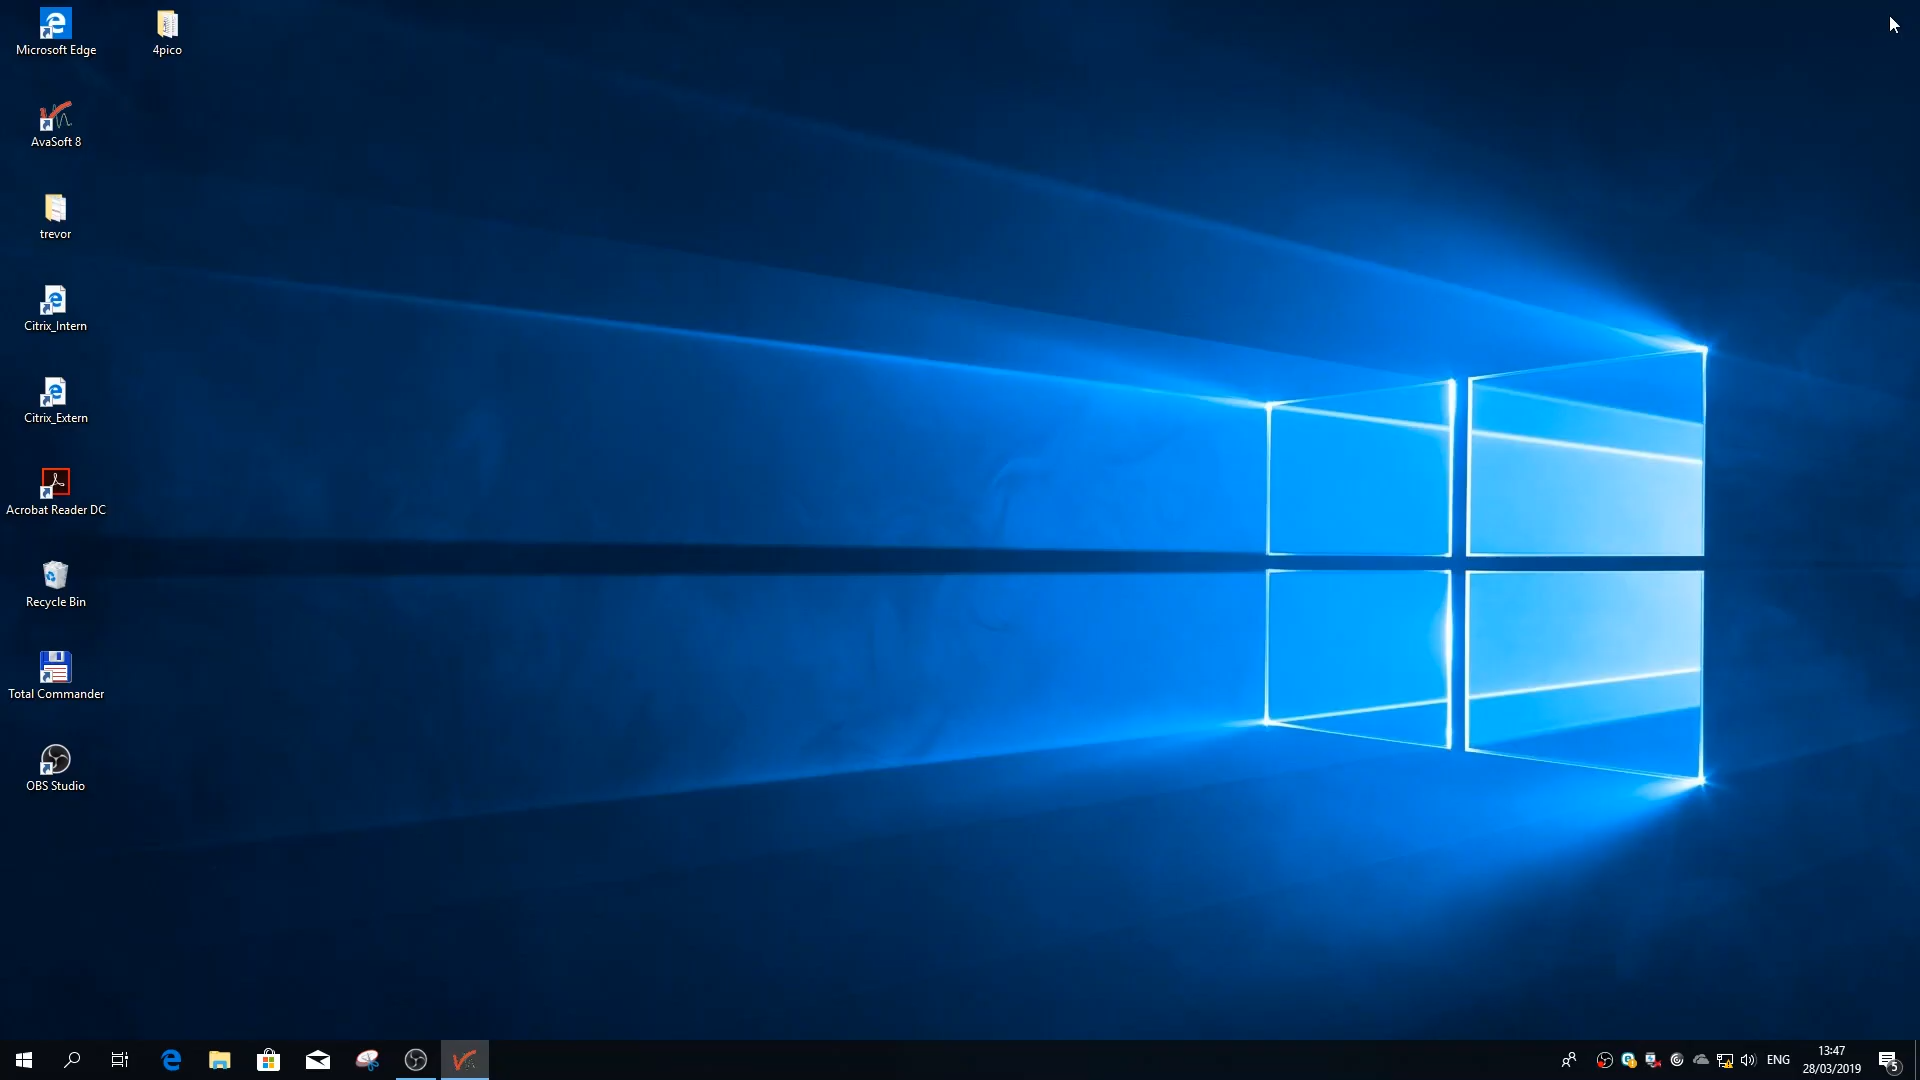 Microsoft Edge
4pico
AvaSoft 8
trevor
Citrix_Intern
Citrix_Extern
Acrobat Reader DC
Recycle Bin
Total Commander
OBS Studio
ENG
13:47
28/03/2019
5